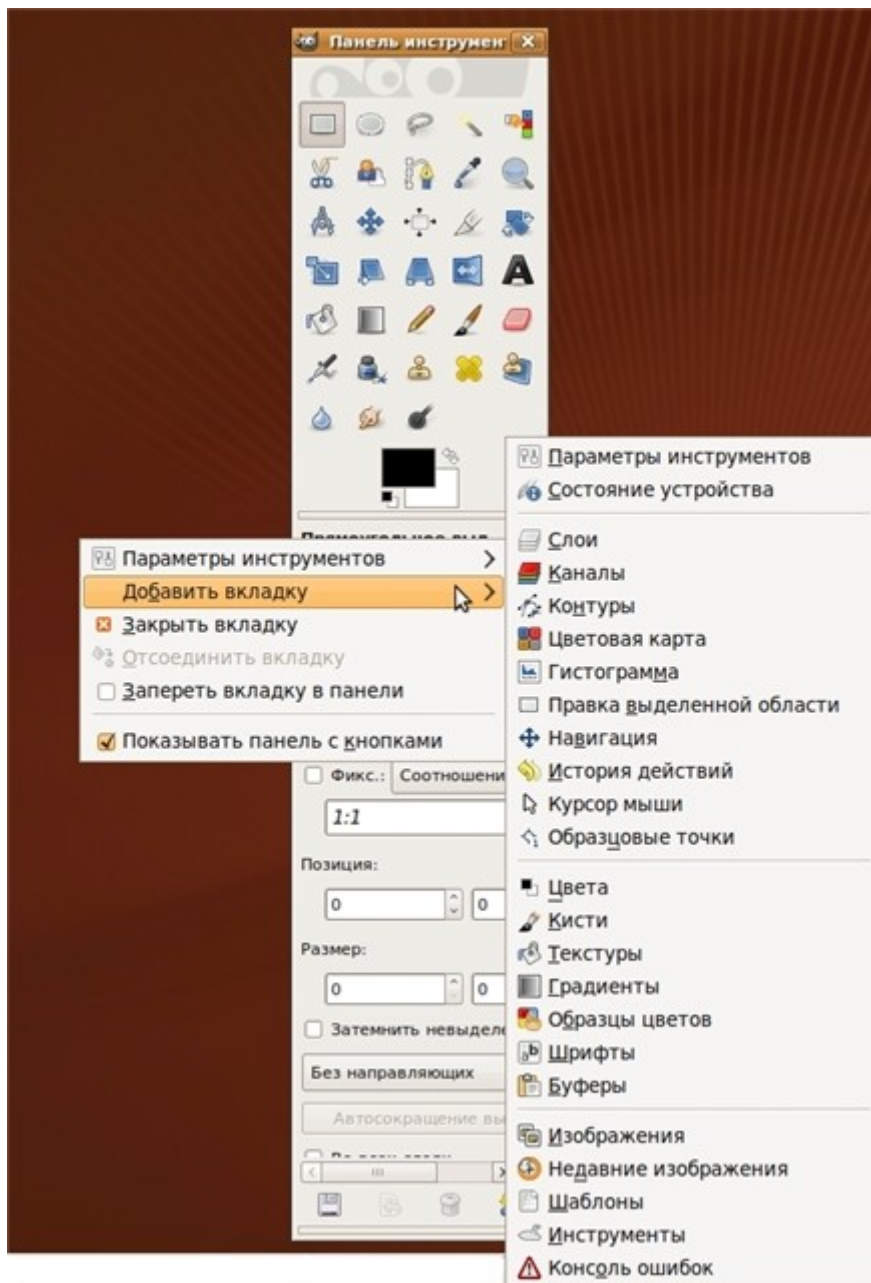 Панель инструмен
Параметры инструментов
Добавить вкладку
Закрыть вкладку
Отсоединить вкладку
Запереть вкладку в панели
Показывать панель с кнопками
Фикс.:
1:1
Позиция:
0
0
Размер:
0
0
Затемнить невыделе
Без направляющих
Автосокращение вы
Параметры инструментов
Состояние устройства
Слои
Каналы
Контуры
Цветовая карта
Гистограмма
Правка выделенной области
Навигация
История действий
Курсор мыши
Образцовые точки
Цвета
Кисти
Текстуры
Градиенты
Образцы цветов
Шрифты
Буферы
Изображения
Недавние изображения
Шаблоны
Инструменты
Консоль ошибок